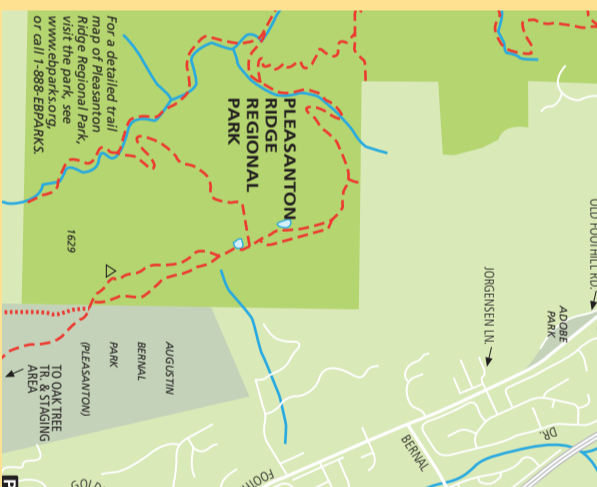 For a detailed trail
map of Pleasanton
Ridge Regional Park,
visit the park, see
www.ebparks.org,
or call 1-888-EBPARKS.
PLEASANTON
RIDGE
REGIONAL
PARK
1629
OLD FOOTHILL RD.
ADOBE
PARK
JORGENSEN LN.
AUGUSTIN
BERNAL
PARK
(PLEASANTON)
TO OAK TREE
TR. & STAGING
AREA
BERNAL
DR.
FOOTH
P